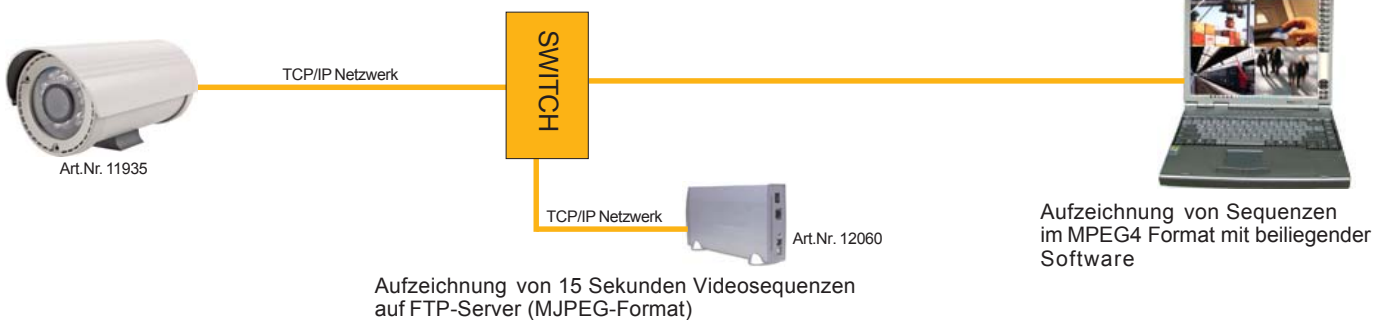 TCP/IP Netzwerk
SWITCH
Art.Nr. 11935
TCP/IP Netzwerk
Art.Nr. 12060
Aufzeichnung von 15 Sekunden Videosequenzen
auf FTP-Server (MJPEG-Format)
Aufzeichnung von Sequenzen
im MPEG4 Format mit beiliegender
Software